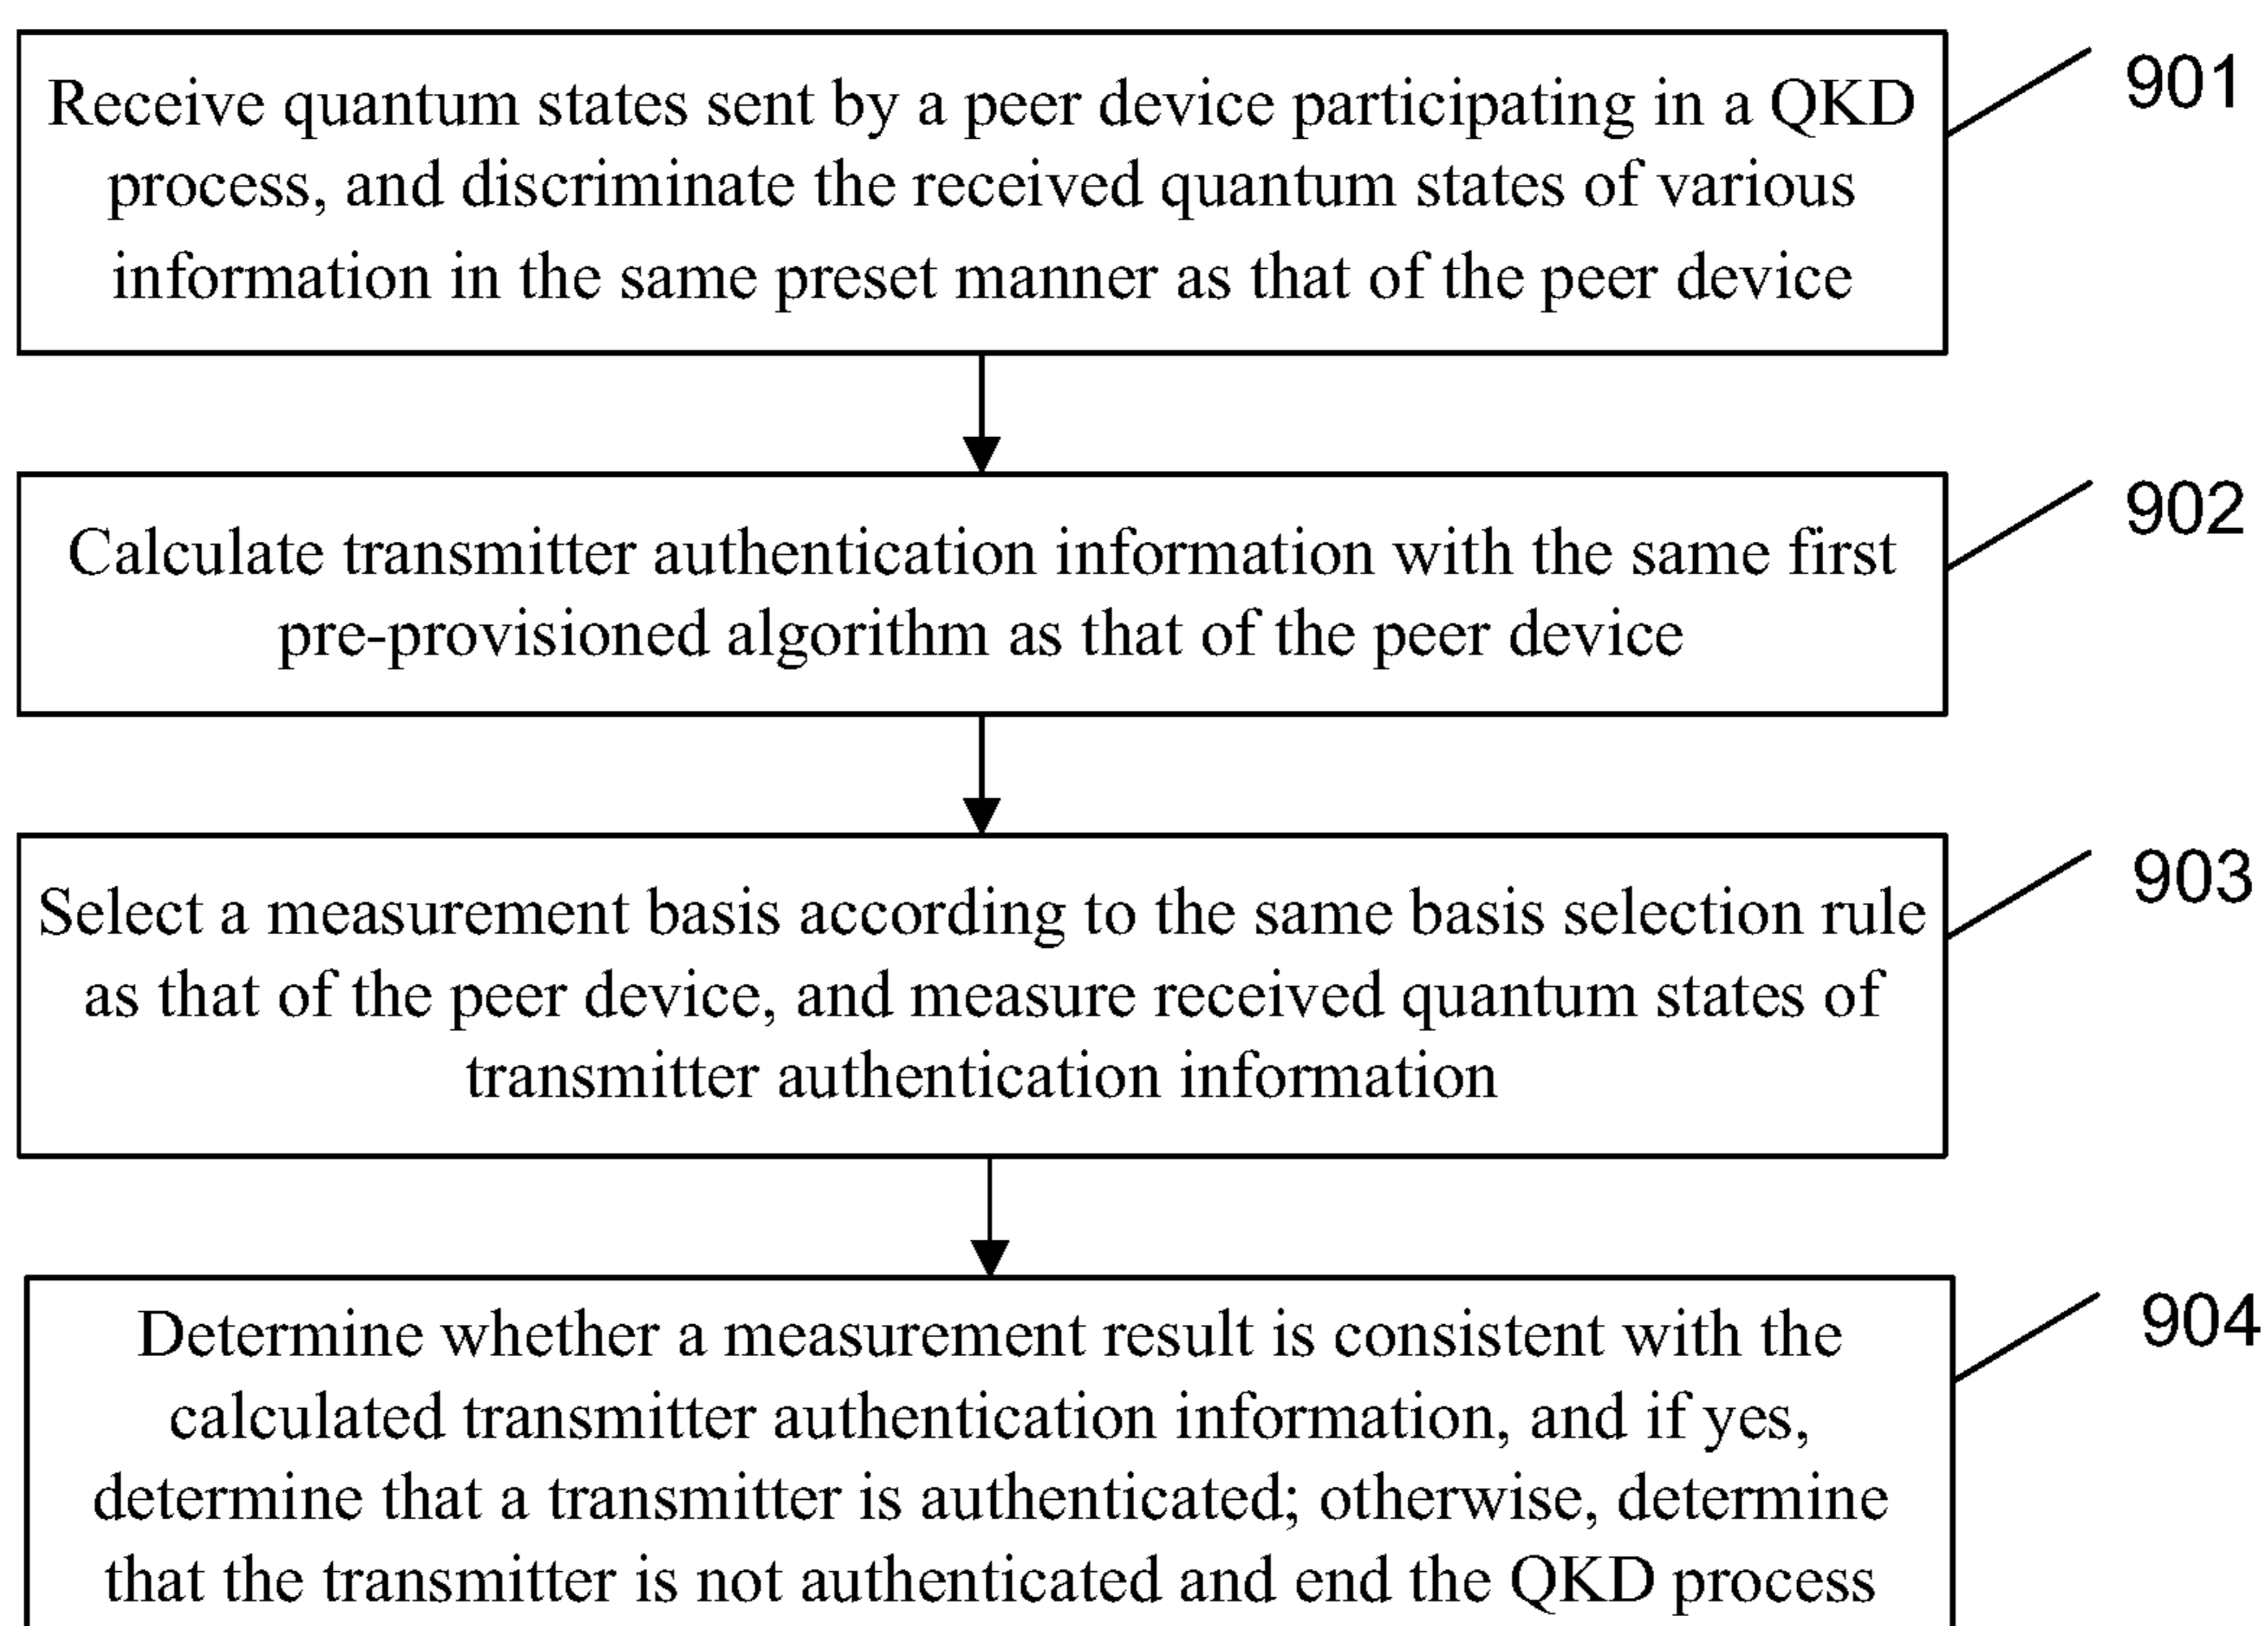 Receive quantum states sent by a peer device participating in a QKD
process, and discriminate the received quantum states of various
information in the same preset manner as that of the peer device
901
Calculate transmitter authentication information with the same first
pre-provisioned algorithm as that of the peer device
902
Select a measurement basis according to the same basis selection rule
as that of the peer device, and measure received quantum states of
transmitter authentication information
903
Determine whether a measurement result is consistent with the
calculated transmitter authentication information, and if yes,
determine that a transmitter is authenticated; otherwise, determine
that the transmitter is not authenticated and end the QKD process
904